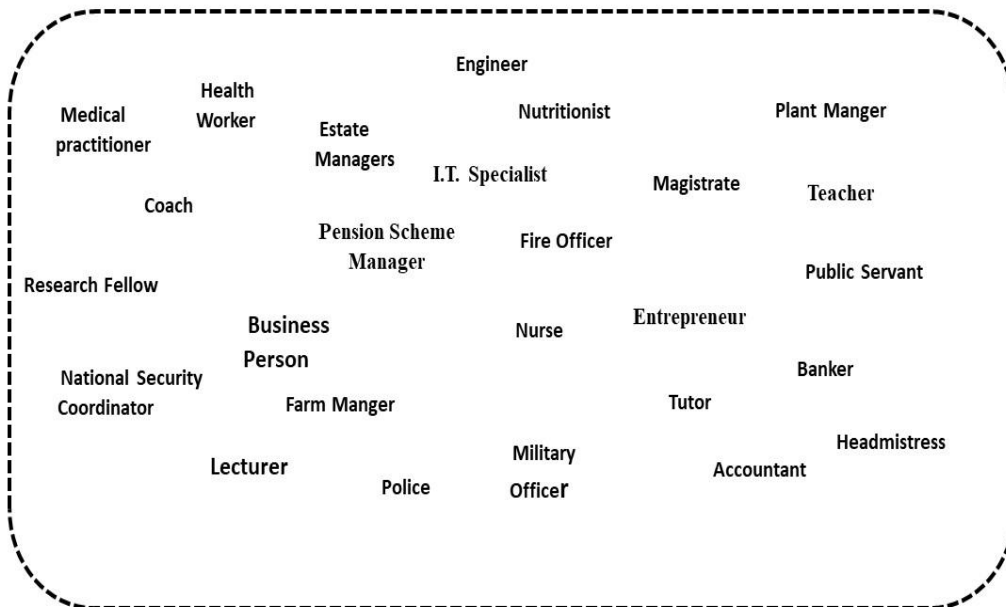 Engineer
Health
Worker
Medical
practitioner
Nutritionist
Plant Manger
Estate
Managers
I.T. Specialist
Magistrate
Teacher
Coach
Pension Scheme
Manager
Fire Officer
Public Servant
Research Fellow
Business
Person
Nurse
Entrepreneur
Banker
National Security
Coordinator
Farm Manger
Tutor
Headmistress
Lecturer
Military
Officer
Accountant
Police